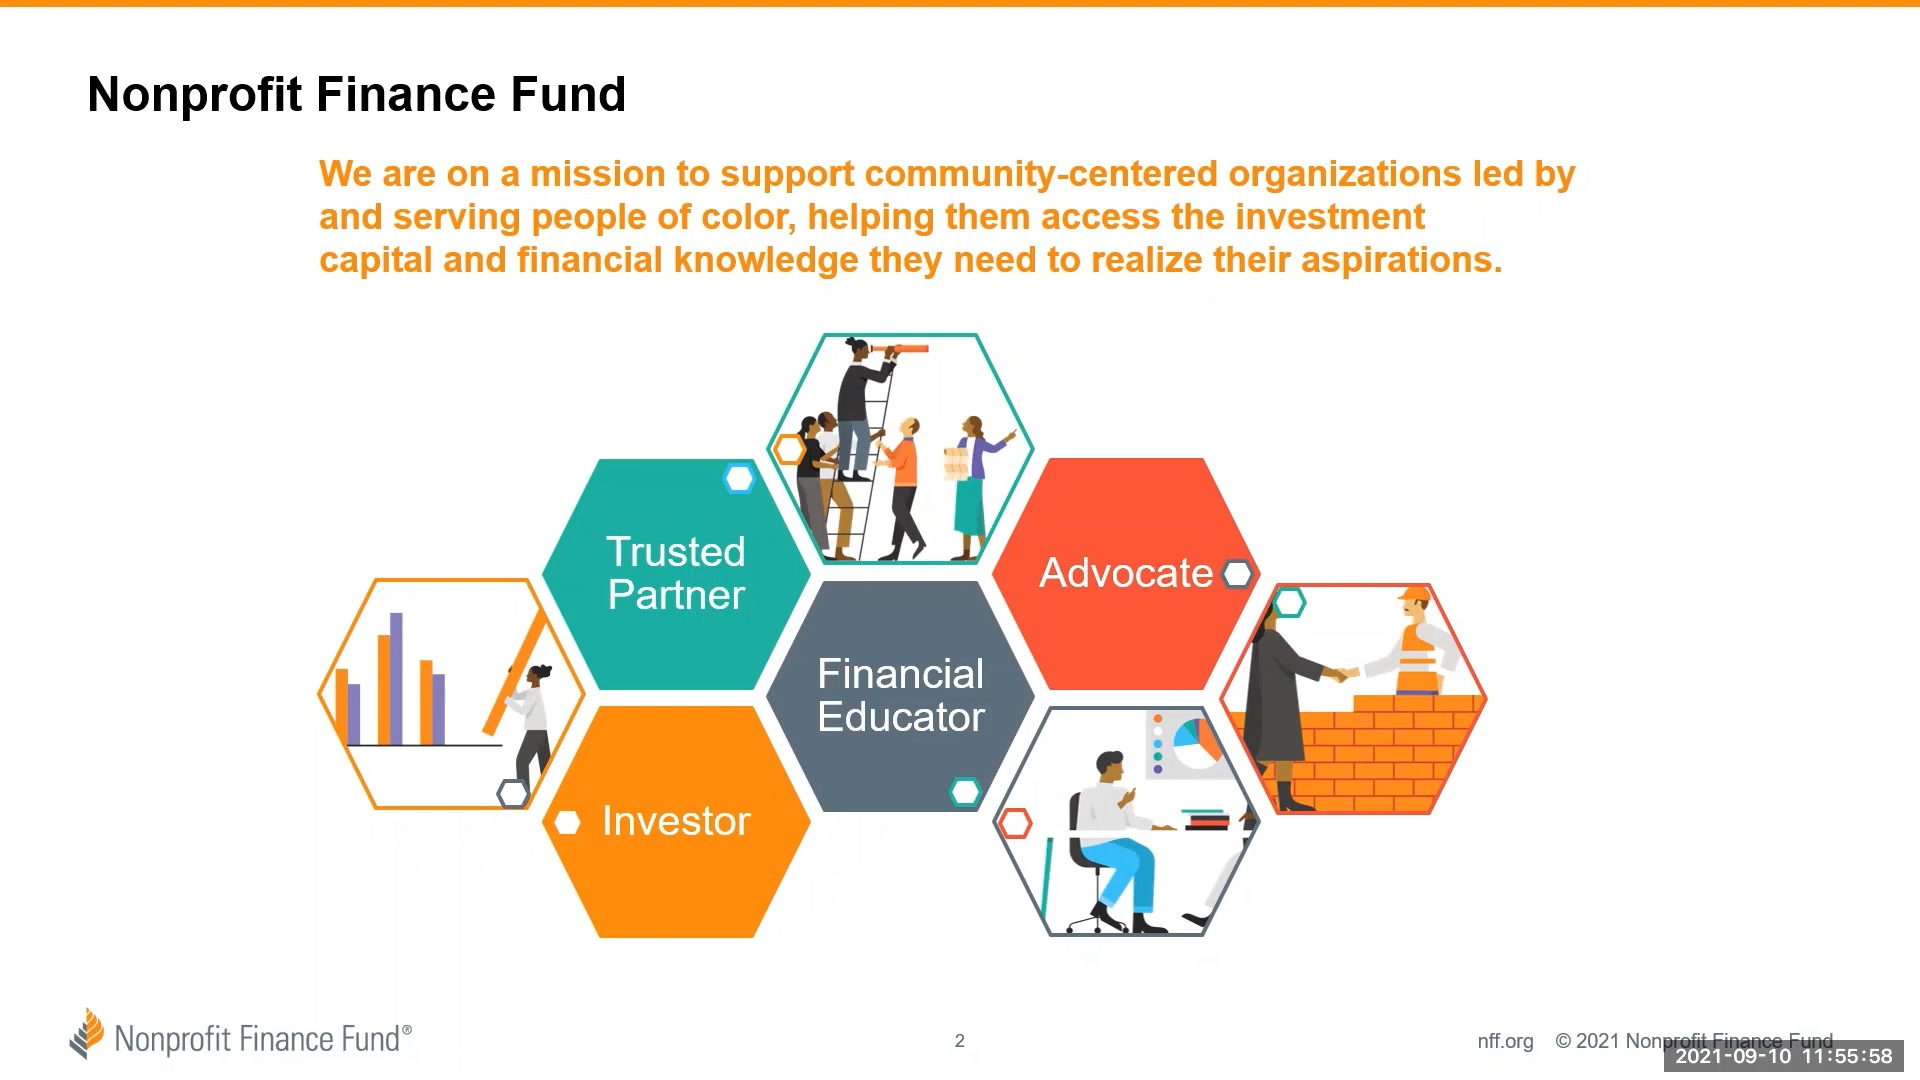 Nonprofit Finance Fund
We are on a mission to support community-centered organizations led by
and serving people of color, helping them access the investment
capital and financial knowledge they need to realize their aspirations.
Trusted
Partner
Advocate
Financial
Educator
Investor
Nonprofit Finance Fund®
2
nff.org © 2021 Nonprofit Finance Fund
2021-09-10 11:55:58